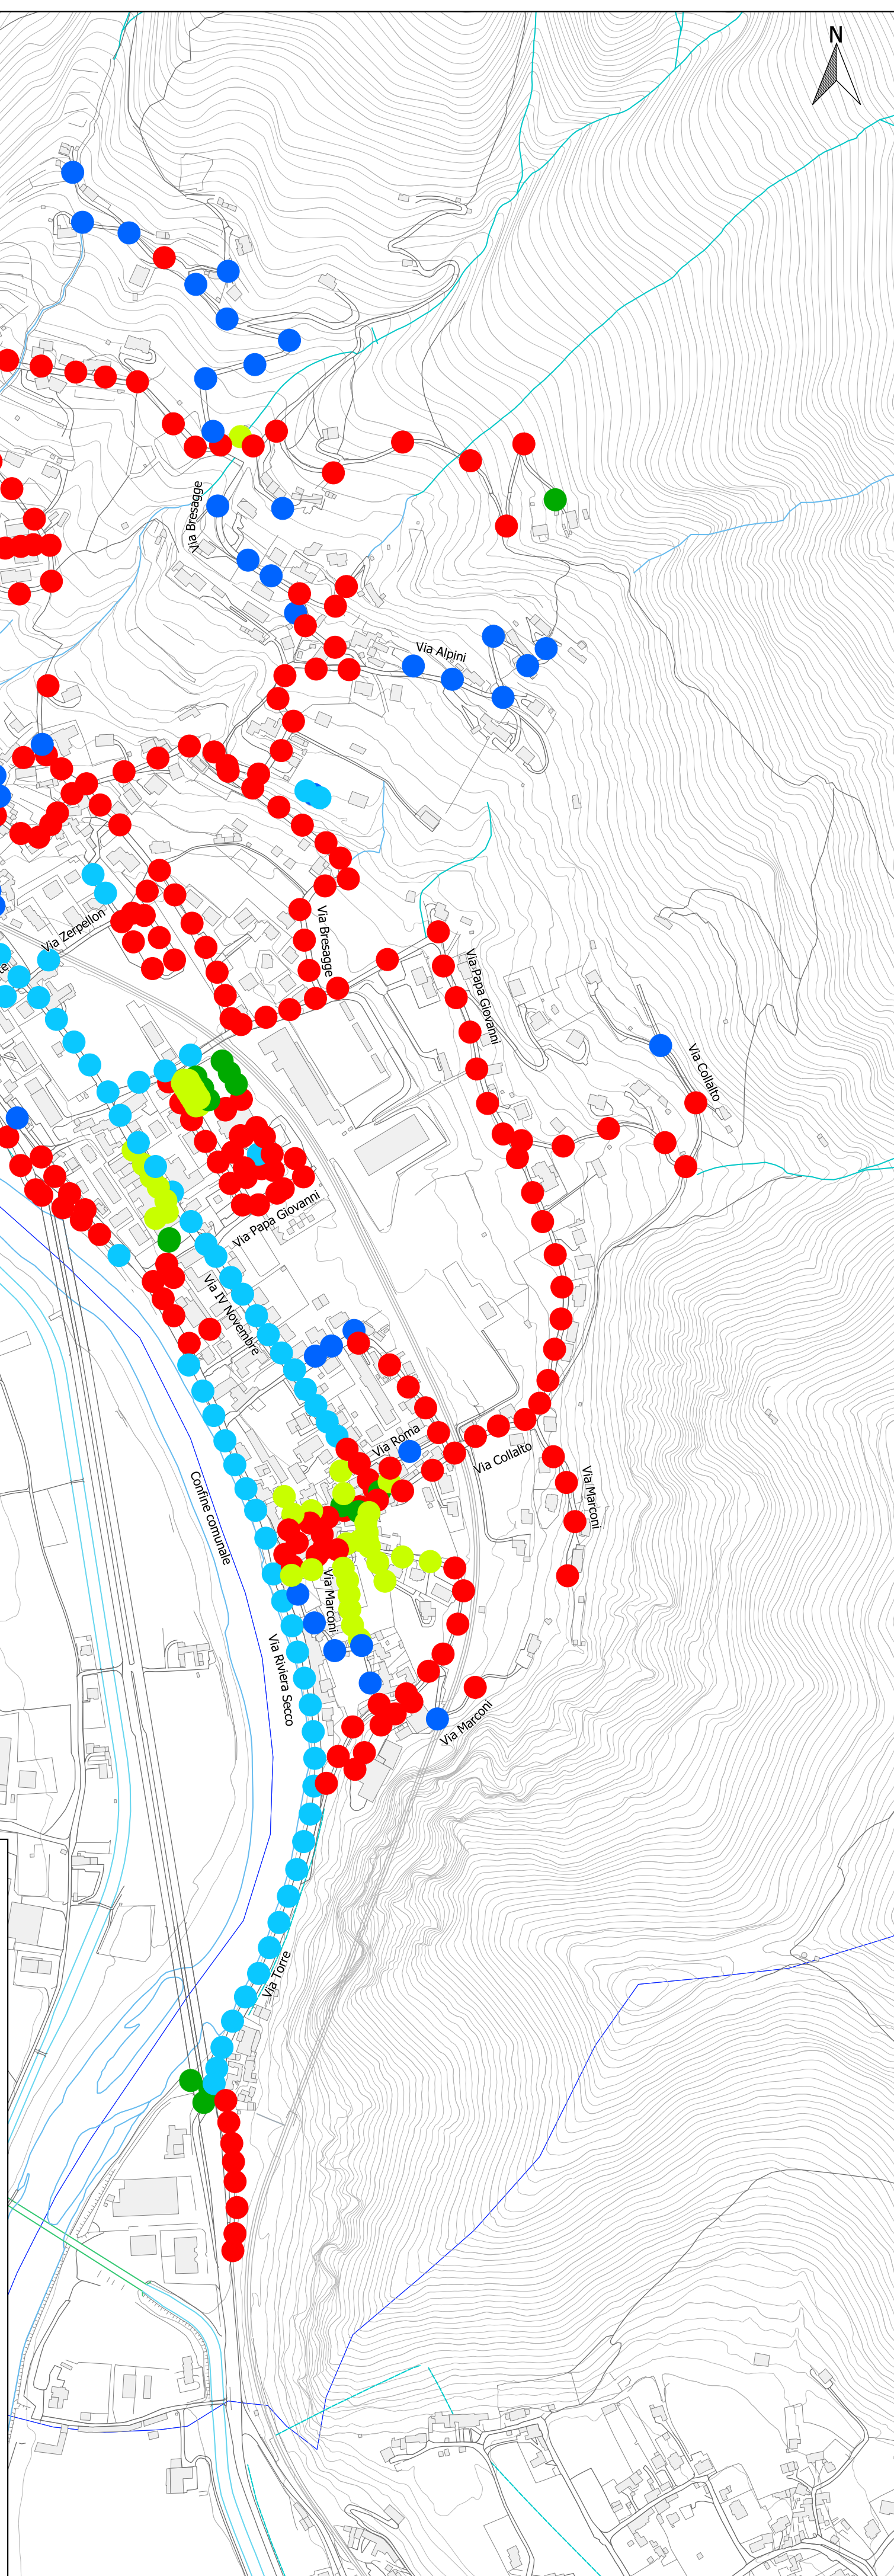 N
Via Bresagge
Via Alpini
Via Zerpellon
te
Via Bresagge
Via Papa Giovanni
Via Collalto
Via Papa Giovanni
Via IV Novembre
Via Roma
Via Collalto
Via Marconi
Confine comunale
Via Marconi
Via Riviera Secco
Via Marconi
Via Torre